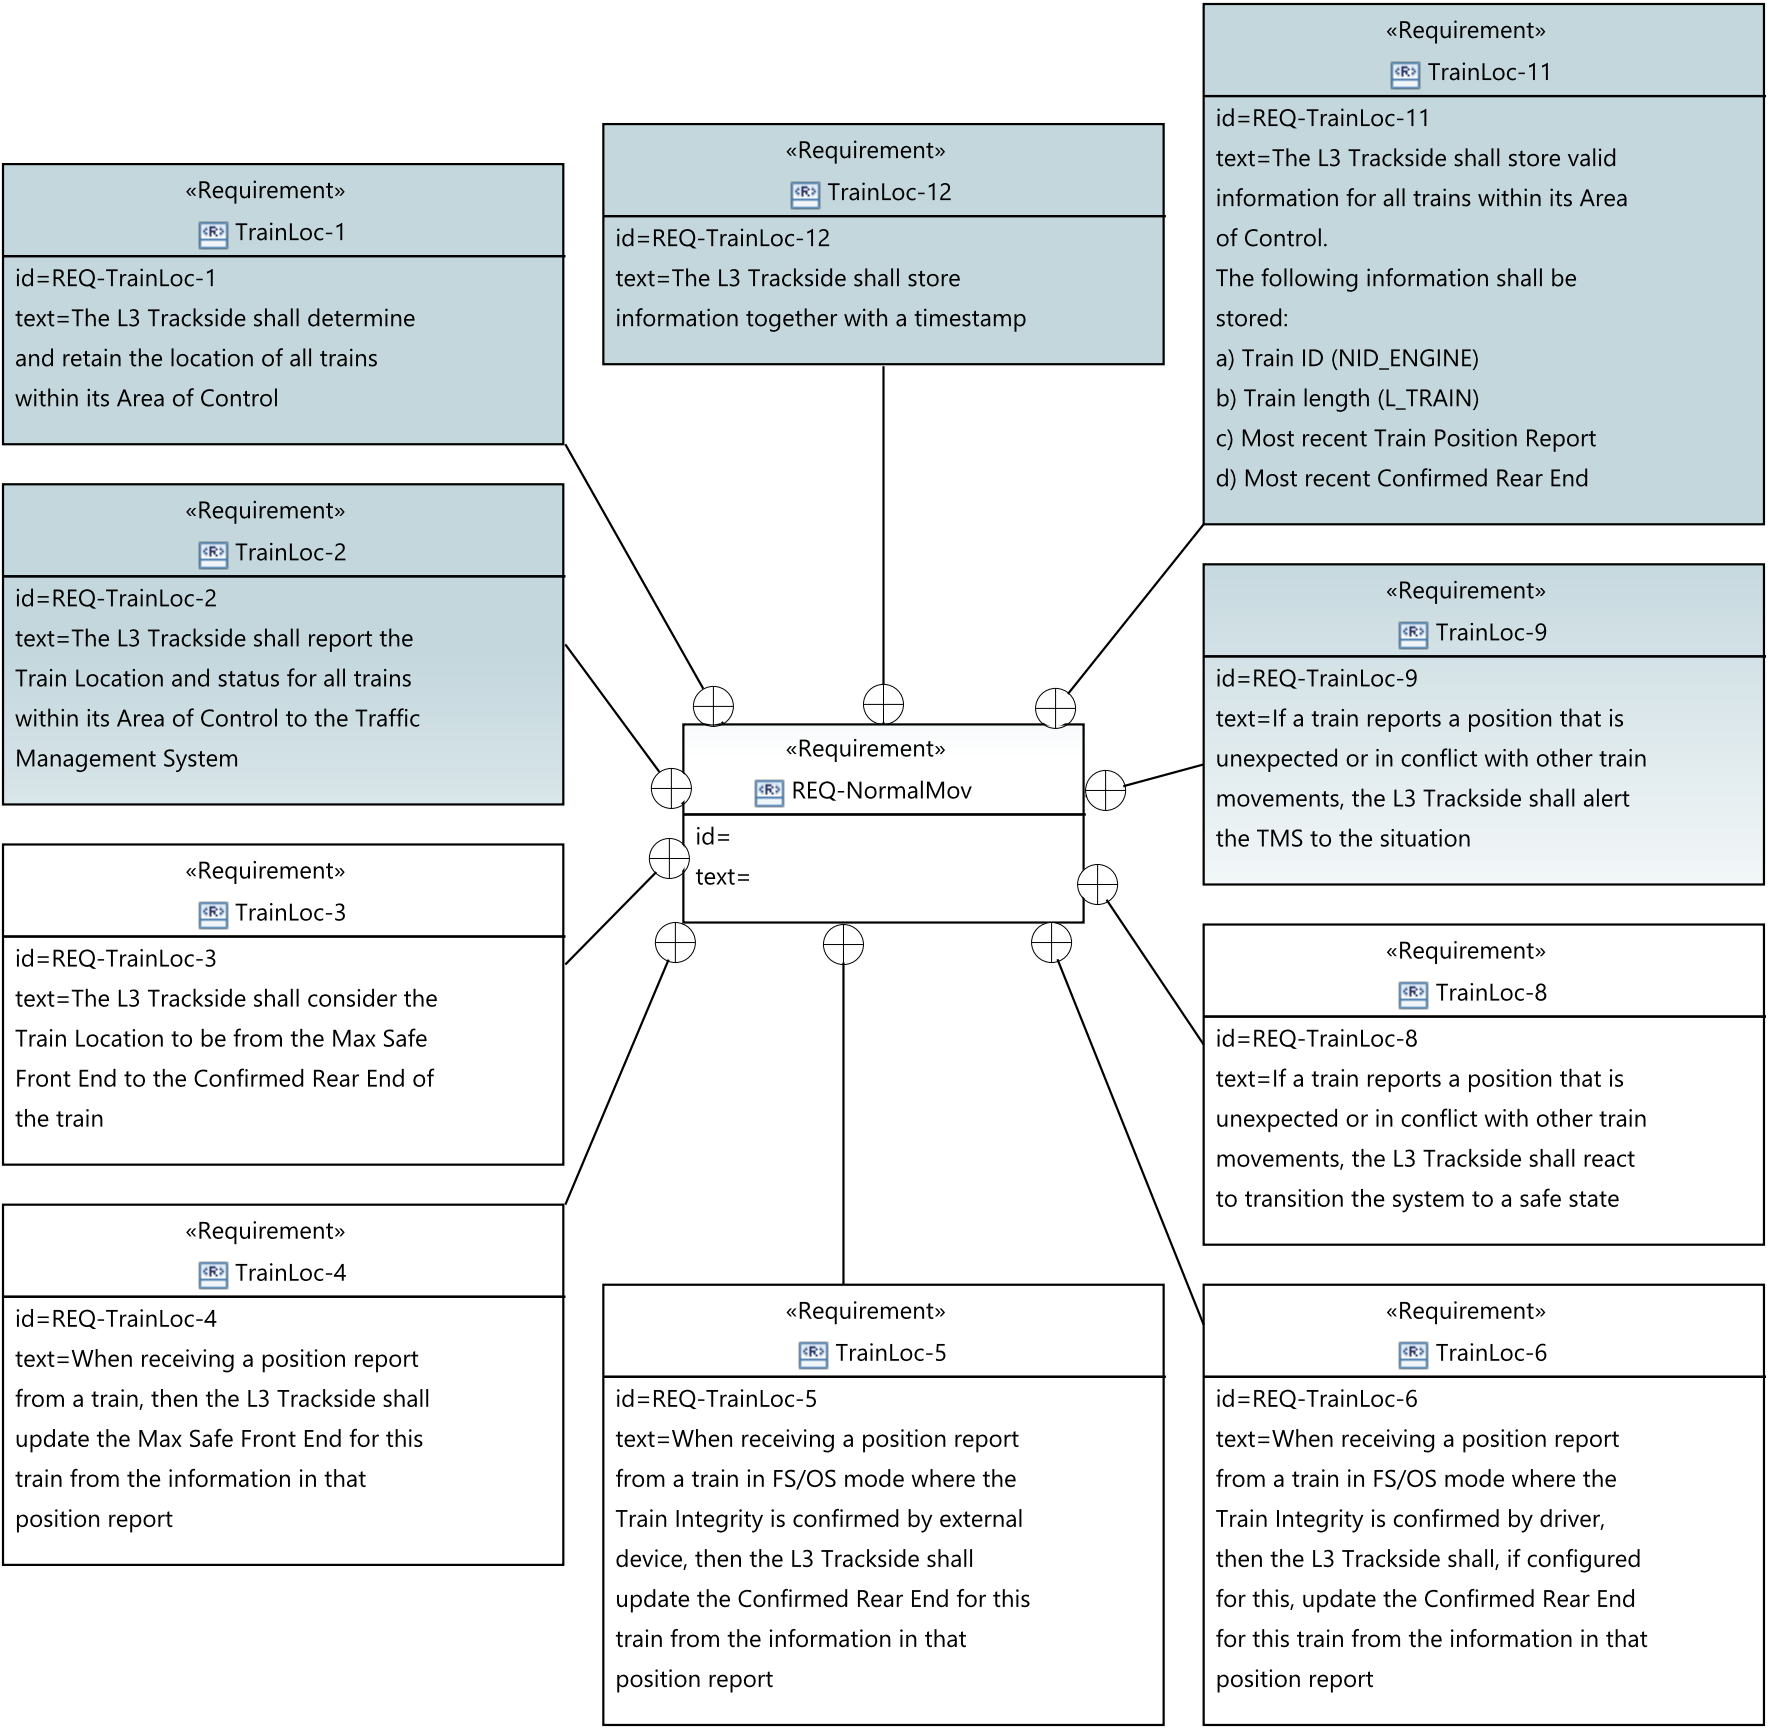 «Requirement»
<R> TrainLoc-1
id=REQ-TrainLoc-1
text=The L3 Trackside shall determine
and retain the location of all trains
within its Area of Control
«Requirement»
<R> TrainLoc-12
id=REQ-TrainLoc-12
text=The L3 Trackside shall store
information together with a timestamp
«Requirement»
<R> TrainLoc-11
id=REQ-TrainLoc-11
text=The L3 Trackside shall store valid
information for all trains within its Area
of Control.
The following information shall be
stored:
a) Train ID (NID_ENGINE)
b) Train length (L_TRAIN)
c) Most recent Train Position Report
d) Most recent Confirmed Rear End
«Requirement»
<R> TrainLoc-2
id=REQ-TrainLoc-2
text=The L3 Trackside shall report the
Train Location and status for all trains
within its Area of Control to the Traffic
Management System
«Requirement»
<R> REQ-NormalMov
id=
text=
«Requirement»
<R> TrainLoc-9
id=REQ-TrainLoc-9
text=If a train reports a position that is
unexpected or in conflict with other train
movements, the L3 Trackside shall alert
the TMS to the situation
«Requirement»
<R> TrainLoc-3
id=REQ-TrainLoc-3
text=The L3 Trackside shall consider the
Train Location to be from the Max Safe
Front End to the Confirmed Rear End of
the train
«Requirement»
<R> TrainLoc-8
id=REQ-TrainLoc-8
text=If a train reports a position that is
unexpected or in conflict with other train
movements, the L3 Trackside shall react
to transition the system to a safe state
«Requirement»
<R> TrainLoc-4
id=REQ-TrainLoc-4
text=When receiving a position report
from a train, then the L3 Trackside shall
update the Max Safe Front End for this
train from the information in that
position report
«Requirement»
<R> TrainLoc-5
id=REQ-TrainLoc-5
text=When receiving a position report
from a train in FS/OS mode where the
Train Integrity is confirmed by external
device, then the L3 Trackside shall
update the Confirmed Rear End for this
train from the information in that
position report
«Requirement»
<R> TrainLoc-6
id=REQ-TrainLoc-6
text=When receiving a position report
from a train in FS/OS mode where the
Train Integrity is confirmed by driver,
then the L3 Trackside shall, if configured
for this, update the Confirmed Rear End
for this train from the information in that
position report